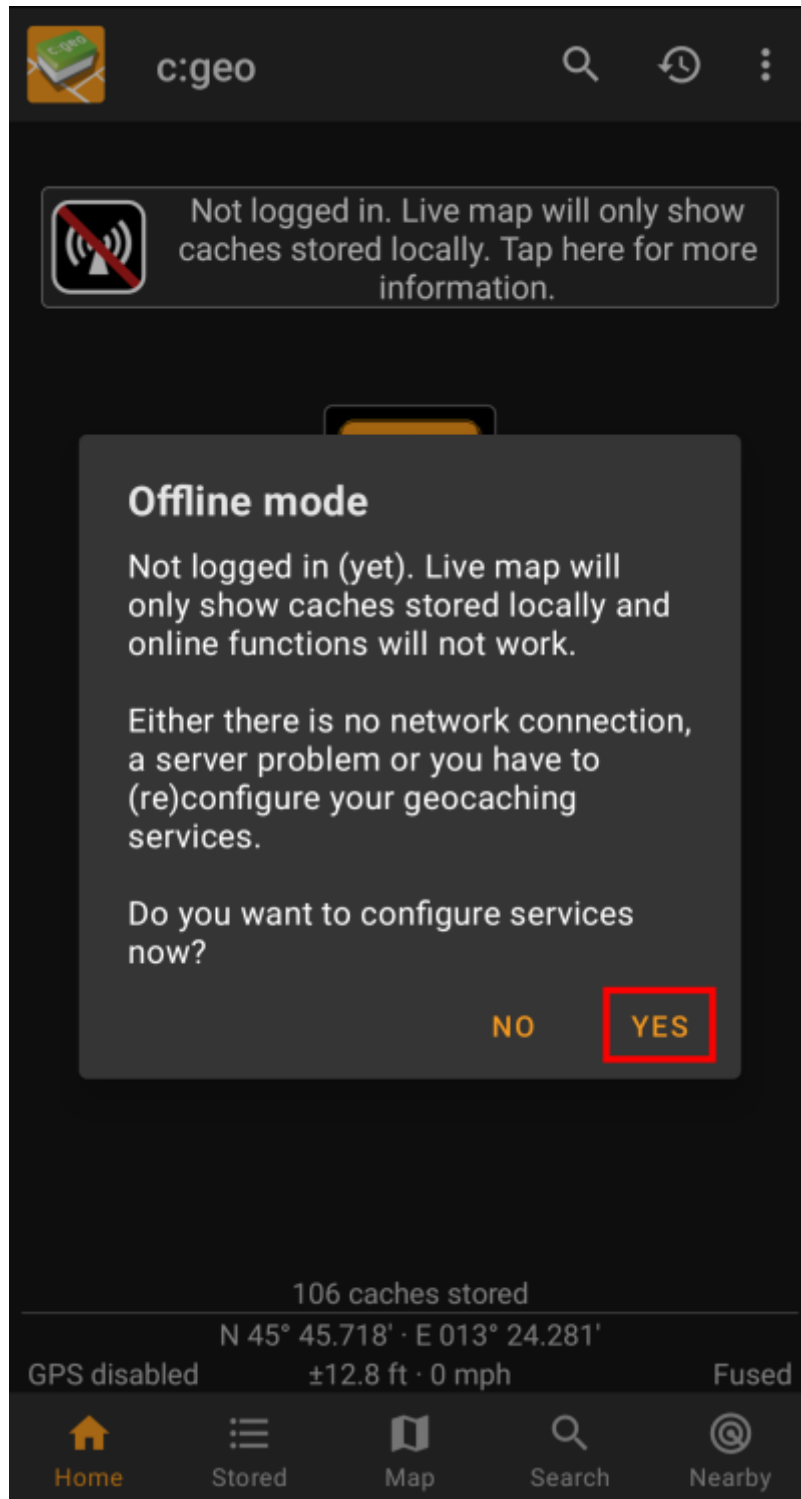 c:geo
c:geo
Not logged in. Live map will only show
caches stored locally. Tap here for more
information.
Offline mode
Not logged in (yet). Live map will
only show caches stored locally and
online functions will not work.
Either there is no network connection,
a server problem or you have to
(re)configure your geocaching
services.
Do you want to configure services
now?
NO
YES
106 caches stored
N 45° 45.718' · E 013° 24.281'
GPS disabled
±12.8 ft · 0 mph
Fused
Home
Stored
Map
Search
Nearby